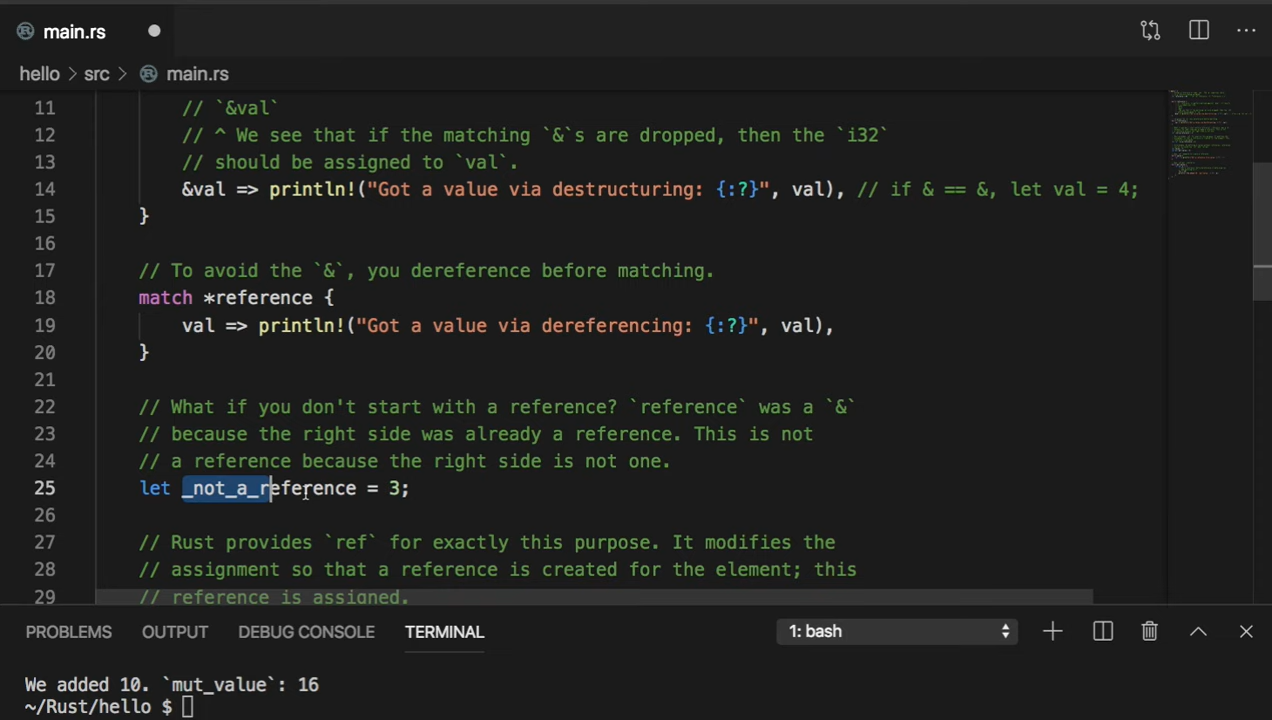 main.rs
hello > src > main.rs
11 // `&val`
12 // ^ We see that if the matching `&`s are dropped, then the `i32`
13 // should be assigned to `val`.
14 &val => println!("Got a value via destructuring: {:?}", val), // if & == &, let val = 4;
15 }
16
17 // To avoid the `&`, you dereference before matching.
18 match *reference {
19 val => println!("Got a value via dereferencing: {:?}", val),
20 }
21
22 // What if you don't start with a reference? `reference` was a `&`
23 // because the right side was already a reference. This is not
24 // a reference because the right side is not one.
25 let _not_a_reference = 3;
26
27 // Rust provides `ref` for exactly this purpose. It modifies the
28 // assignment so that a reference is created for the element; this
29 // reference is assigned.
PROBLEMS OUTPUT DEBUG CONSOLE TERMINAL 1: bash
We added 10. `mut_value`: 16
~/Rust/hello $